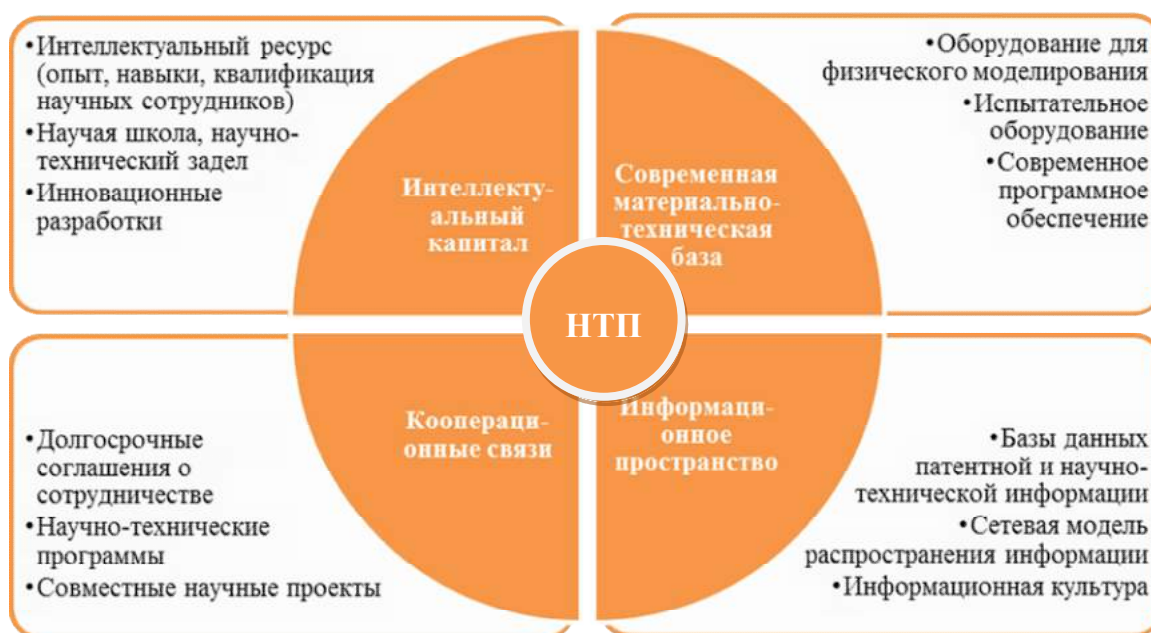 •Интеллектуальный ресурс
(опыт, навыки, квалификация
научных сотрудников)
•Научая школа, научно-
технический задел
•Инновационные
разработки
Интеллекту-
альный
капитал
Современная
материально-
техническая
база
•Оборудование для
физического моделирования
•Испытательное
оборудование
•Современное
программное
обеспечение
НТП
•Долгосрочные
соглашения о
сотрудничестве
•Научно-технические
программы
•Совместные научные проекты
Кооპераци-
онные связи
Информаци-
онное
пространство
•Базы данных
патентной и научно-
технической информации
•Сетевая модель
распространения информации
•Информационная культура